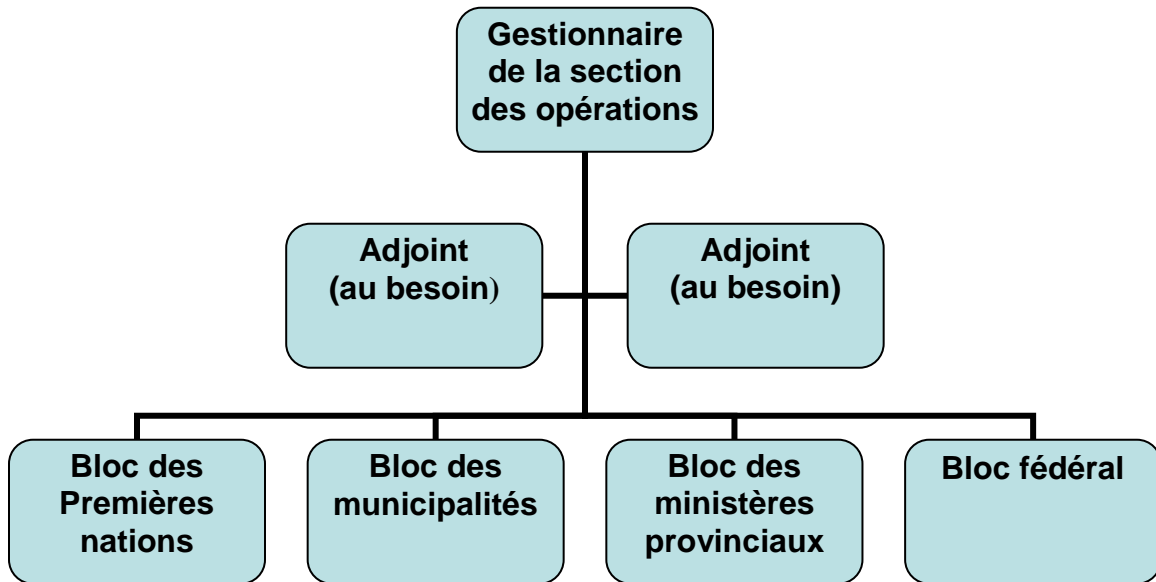 Gestionnaire
de la section
des opérations
Adjoint
(au besoin)
Adjoint
(au besoin)
Bloc des
Premières
nations
Bloc des
municipalités
Bloc des
ministères
provinciaux
Bloc fédéral